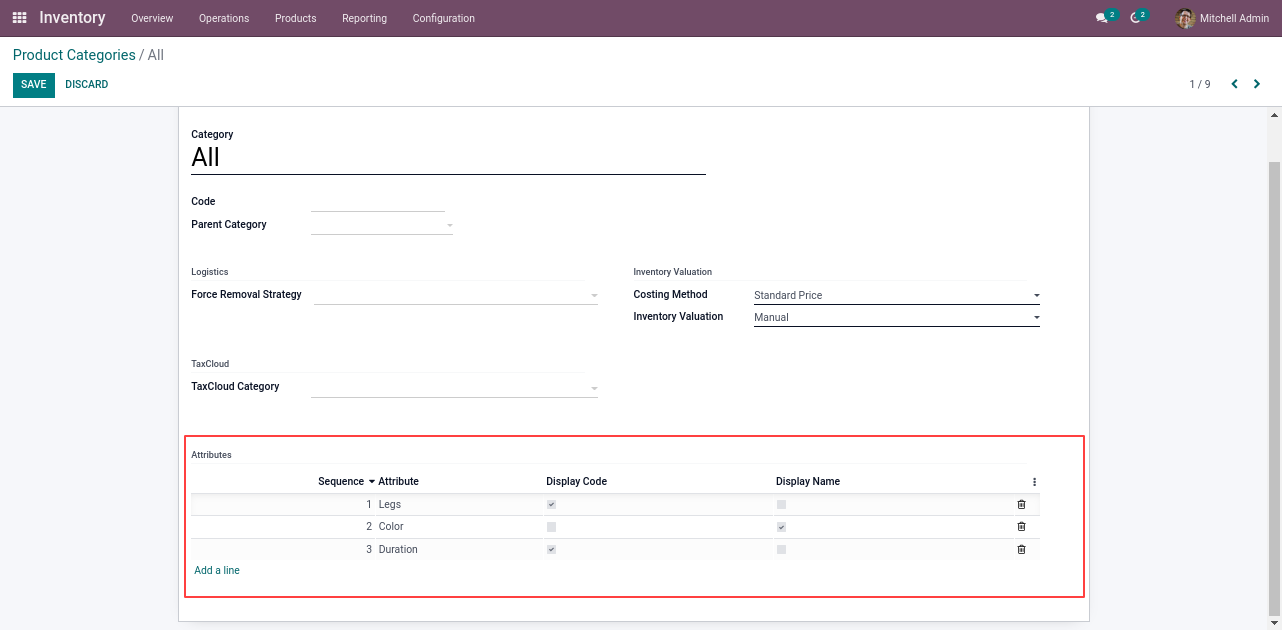 Inventory Overview Operations Products Reporting Configuration 2 2 Mitchell Admin
Product Categories / All
SAVE DISCARD 1 / 9
Category
All
Code
Parent Category
Logistics Inventory Valuation
Force Removal Strategy Costing Method Standard Price
Inventory Valuation Manual
TaxCloud
TaxCloud Category
Attributes
Sequence Attribute Display Code Display Name
1 Legs
2 Color
3 Duration
Add a line